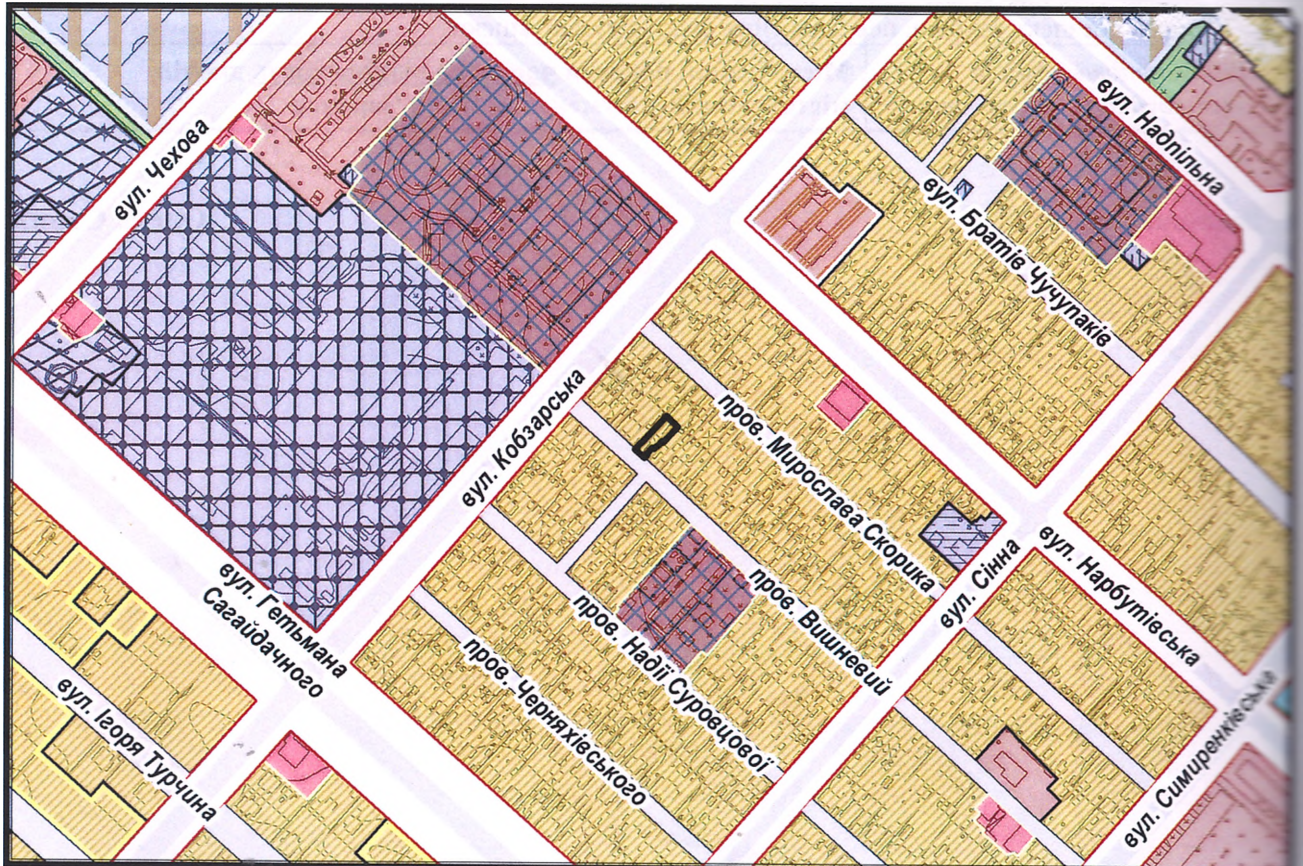 вул. Чехова
вул. Надпільна
вул. Братів Чучупаків
вул. Кобзарська
пров. Мирослава Скорика
вул. Сінна
вул. Нарбутівська
пров. Вишневий
вул. Гетьмана
Сагайдачного
пров. Надії Суровцової
пров. Черняхівського
вул. Ігоря Турчина
вул. Симиренківська